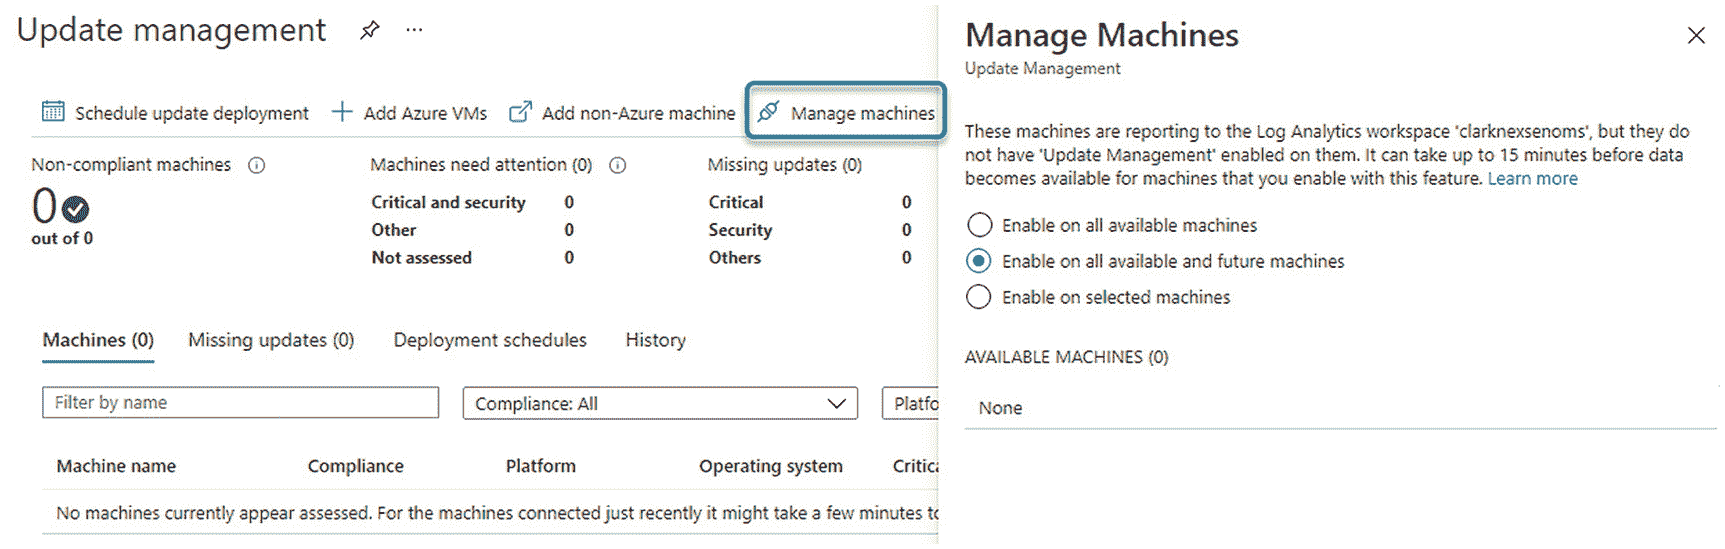 Update management
Schedule update deployment
Add Azure VMs
Add non-Azure machine
Manage machines
Non-compliant machines
0
out of 0
Machines need attention (0)
Critical and security 0
Other 0
Not assessed 0
Missing updates (0)
Critical 0
Security 0
Others 0
Machines (0)
Missing updates (0)
Deployment schedules
History
Filter by name
Compliance: All
Platfo
Machine name
Compliance
Platform
Operating system
Critica
No machines currently appear assessed. For the machines connected just recently it might take a few minutes to
Manage Machines
Update Management
These machines are reporting to the Log Analytics workspace 'clarknexsenoms', but they do
not have 'Update Management' enabled on them. It can take up to 15 minutes before data
becomes available for machines that you enable with this feature. Learn more
Enable on all available machines
Enable on all available and future machines
Enable on selected machines
AVAILABLE MACHINES (0)
None